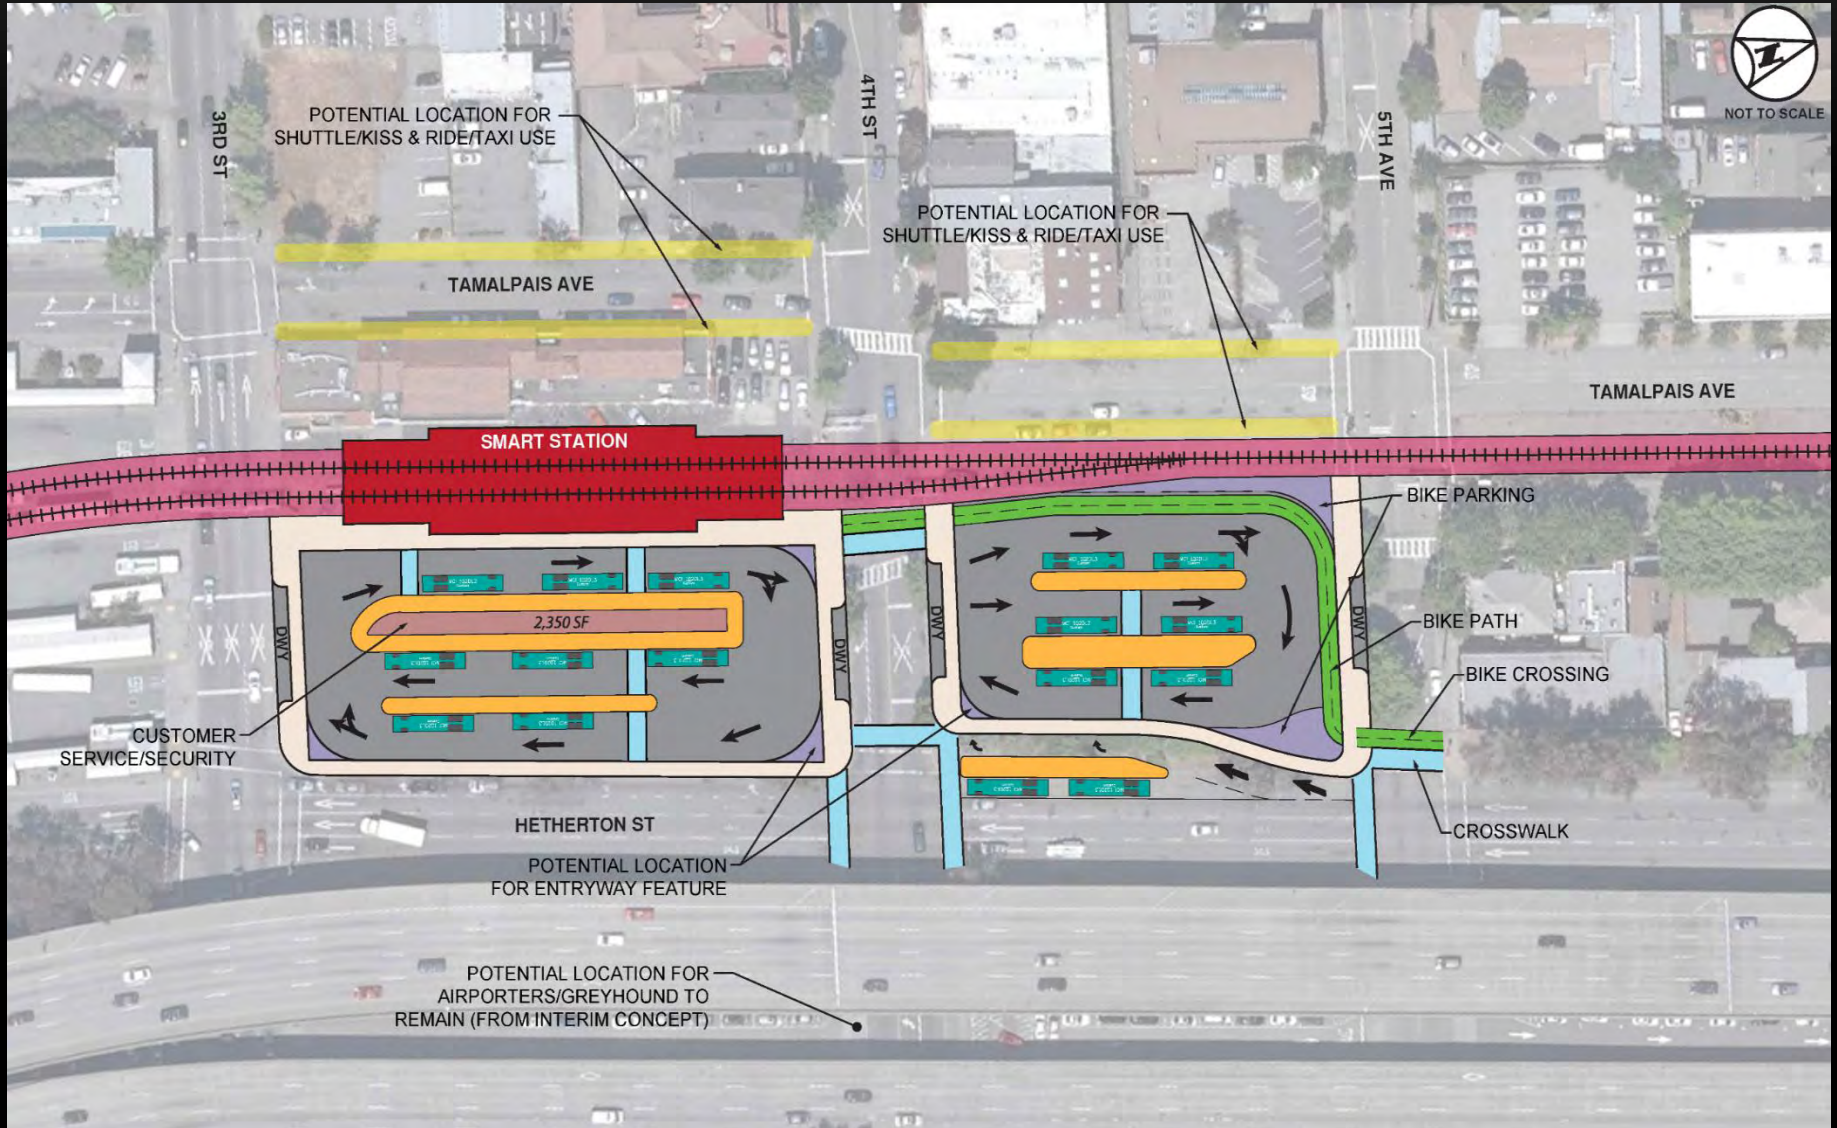 NOT TO SCALE
3RD ST
4TH ST
5TH AVE
POTENTIAL LOCATION FOR
SHUTTLE/KISS & RIDE/TAXI USE
POTENTIAL LOCATION FOR
SHUTTLE/KISS & RIDE/TAXI USE
TAMALPAIS AVE
TAMALPAIS AVE
SMART STATION
BIKE PARKING
2,350 SF
DWY
DWY
DWY
DWY
BIKE PATH
BIKE CROSSING
CUSTOMER
SERVICE/SECURITY
HETHERTON ST
CROSSWALK
POTENTIAL LOCATION
FOR ENTRYWAY FEATURE
POTENTIAL LOCATION FOR
AIRPORTERS/GREYHOUND TO
REMAIN (FROM INTERIM CONCEPT)